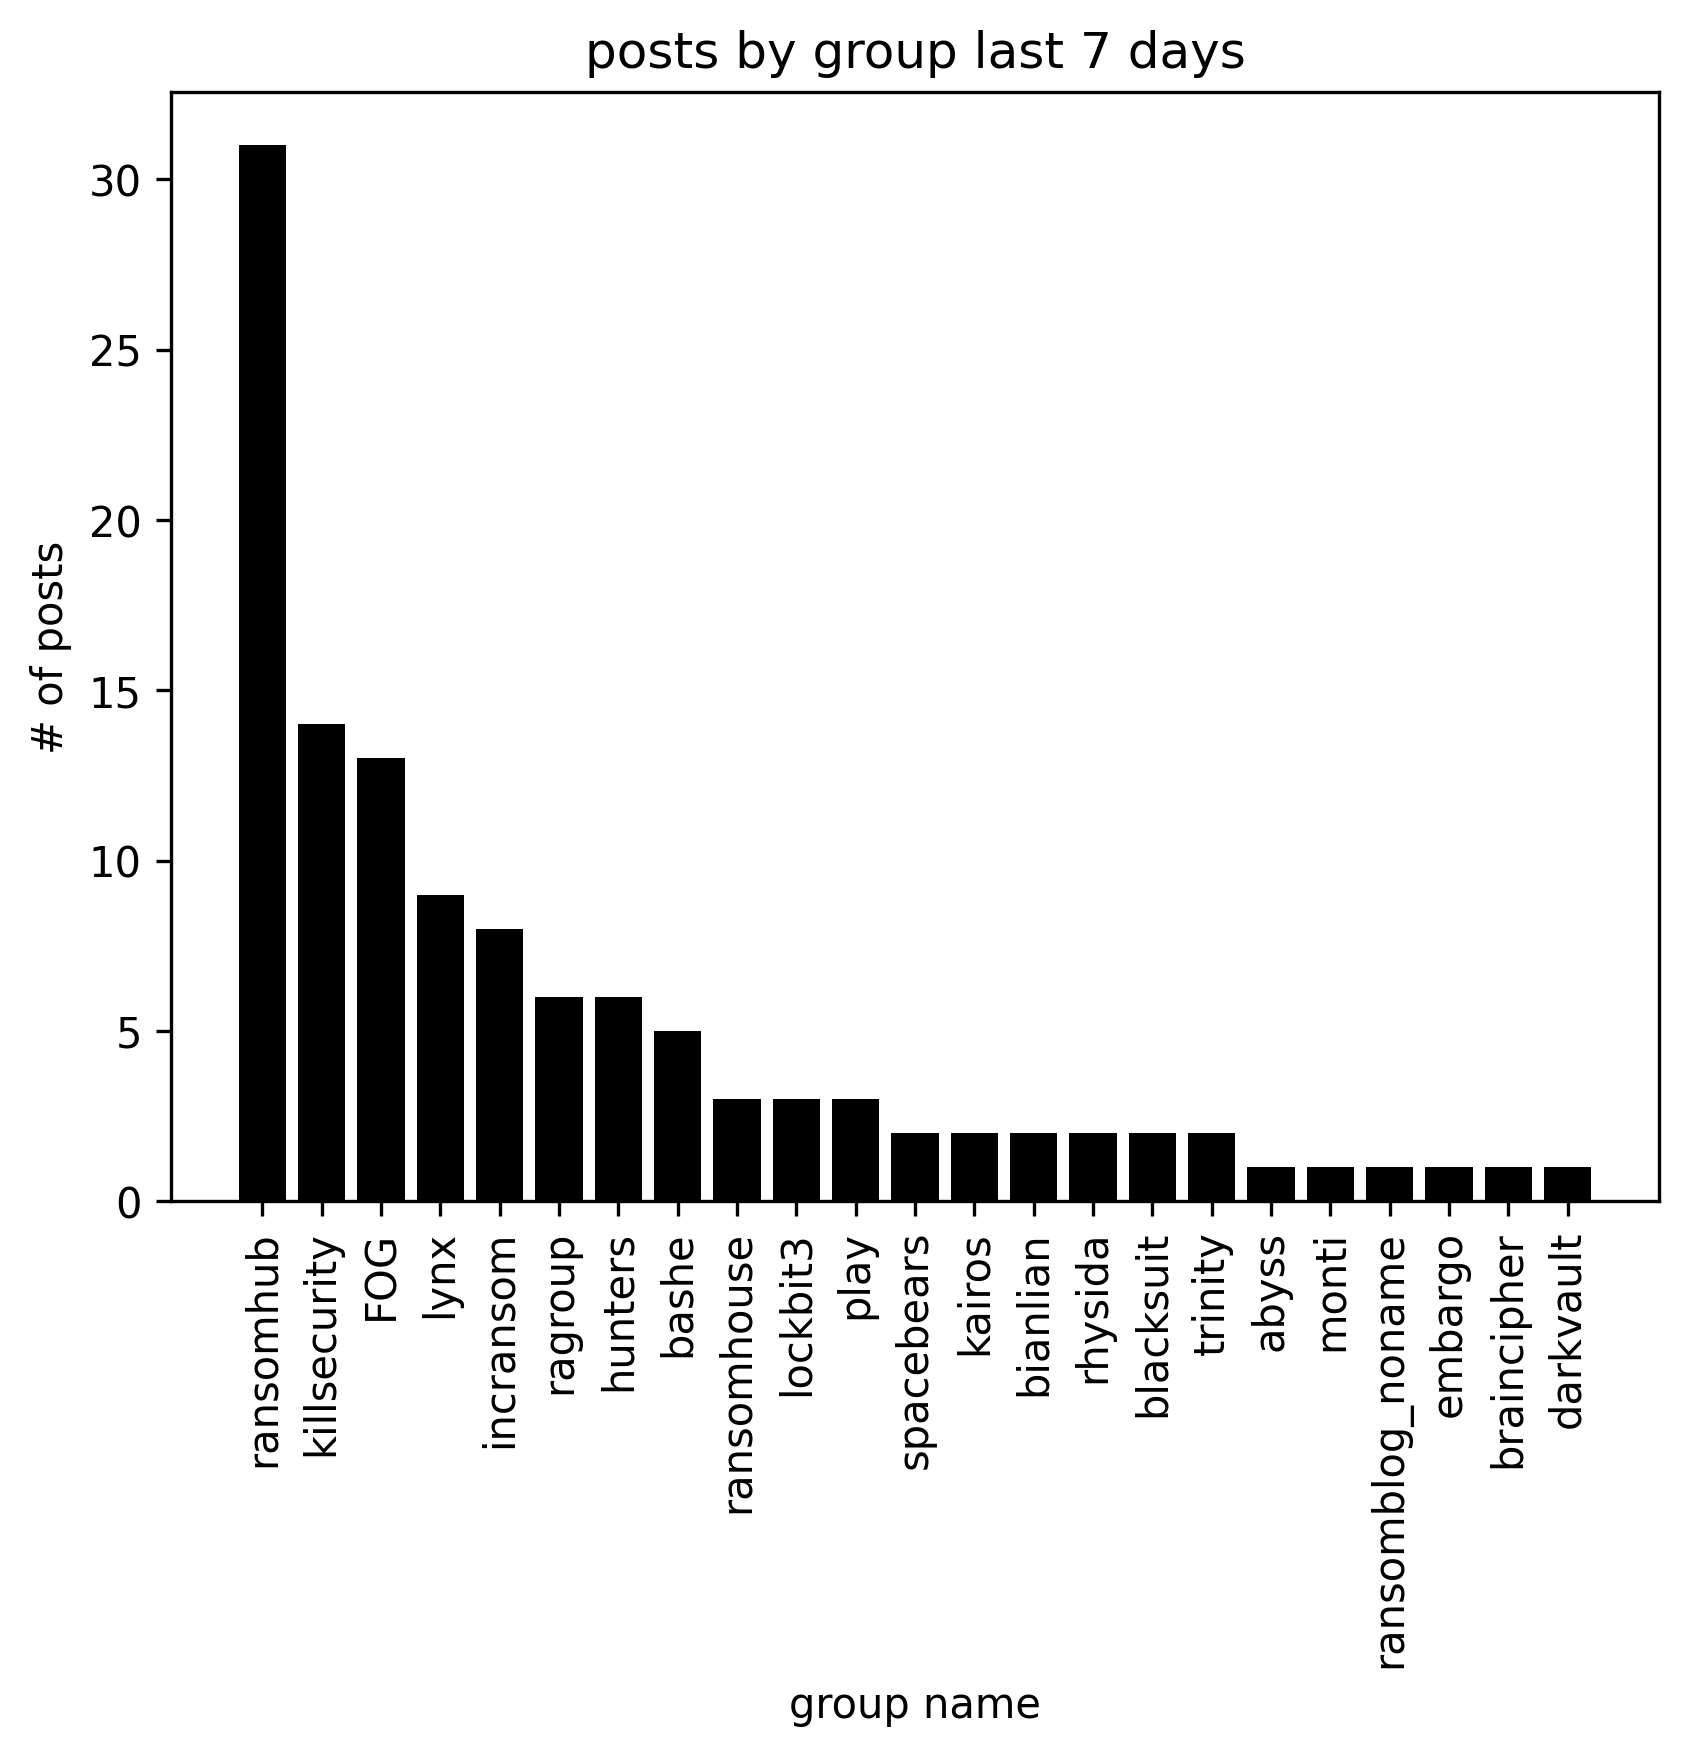 posts by group last 7 days
# of posts
30
25
20
15
10
5
0
ransomhub
killsecurity
FOG
lynx
incransom
ragroup
hunters
bashe
ransomhouse
lockbit3
play
spacebears
kairos
bianlian
rhysida
blacksuit
trinity
abyss
monti
ransomblog_noname
embargo
braincipher
darkvault
group name